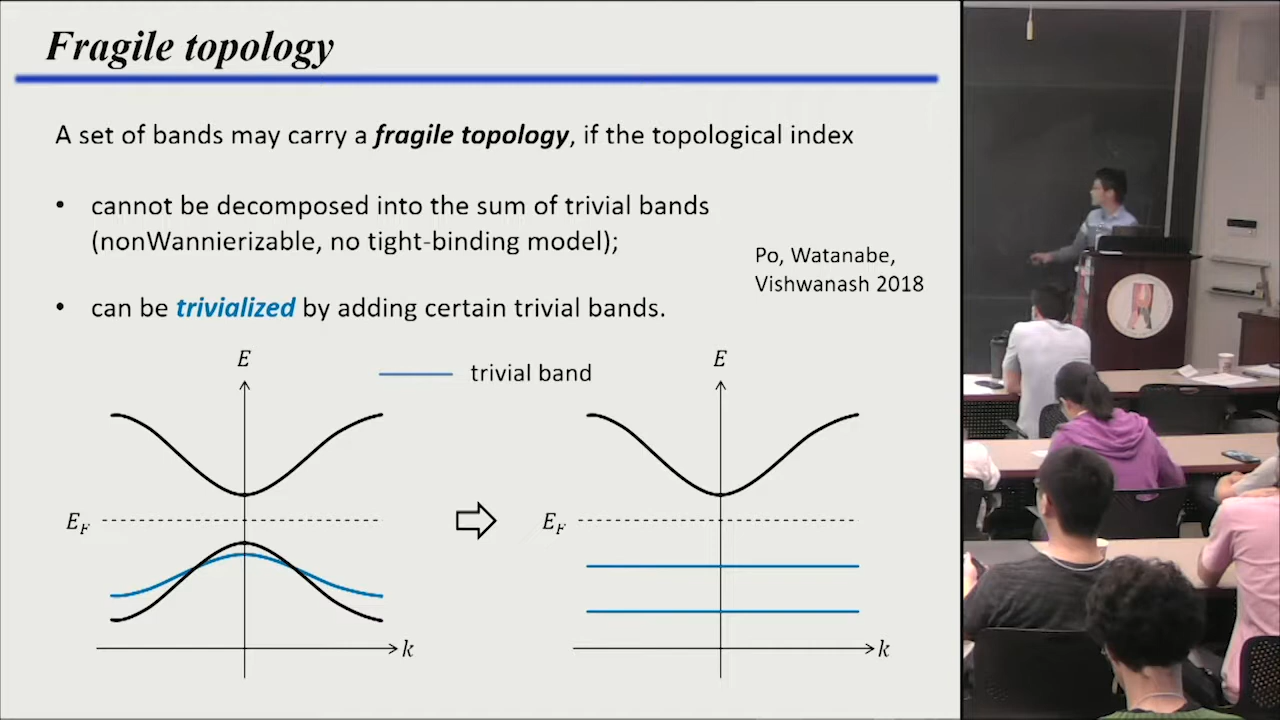 Fragile topology
A set of bands may carry a fragile topology, if the topological index
• cannot be decomposed into the sum of trivial bands
(nonWannierizable, no tight-binding model);
Po, Watanabe,
Vishwanash 2018
• can be trivialized by adding certain trivial bands.
E
trivial band
E
E_F
E_F
k
k